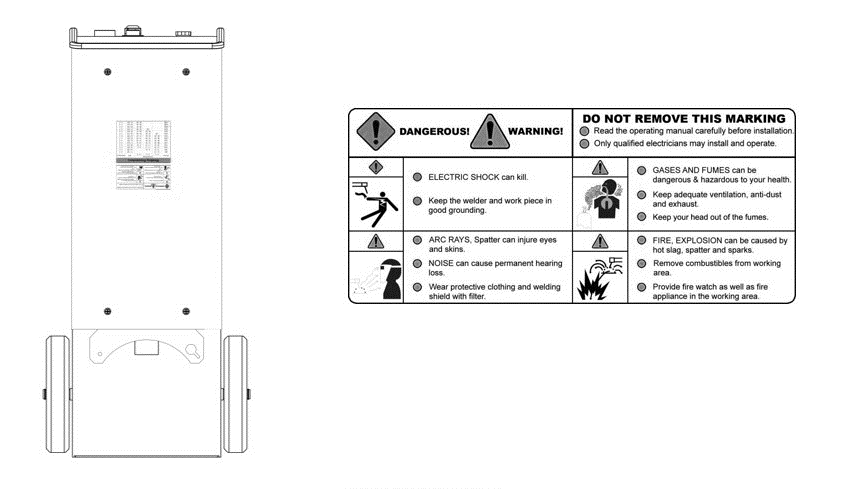 DANGEROUS! WARNING!
DO NOT REMOVE THIS MARKING
Read the operating manual carefully before installation.
Only qualified electricians may install and operate.
ELECTRIC SHOCK can kill.
Keep the welder and work piece in
good grounding.
GASES AND FUMES can be
dangerous & hazardous to your health.
Keep adequate ventilation, anti-dust
and exhaust.
Keep your head out of the fumes.
ARC RAYS, Spatter can injure eyes
and skins.
NOISE can cause permanent hearing
loss.
Wear protective clothing and welding
shield with filter.
FIRE, EXPLOSION can be caused by
hot slag, spatter and sparks.
Remove combustibles from working
area.
Provide fire watch as well as fire
appliance in the working area.